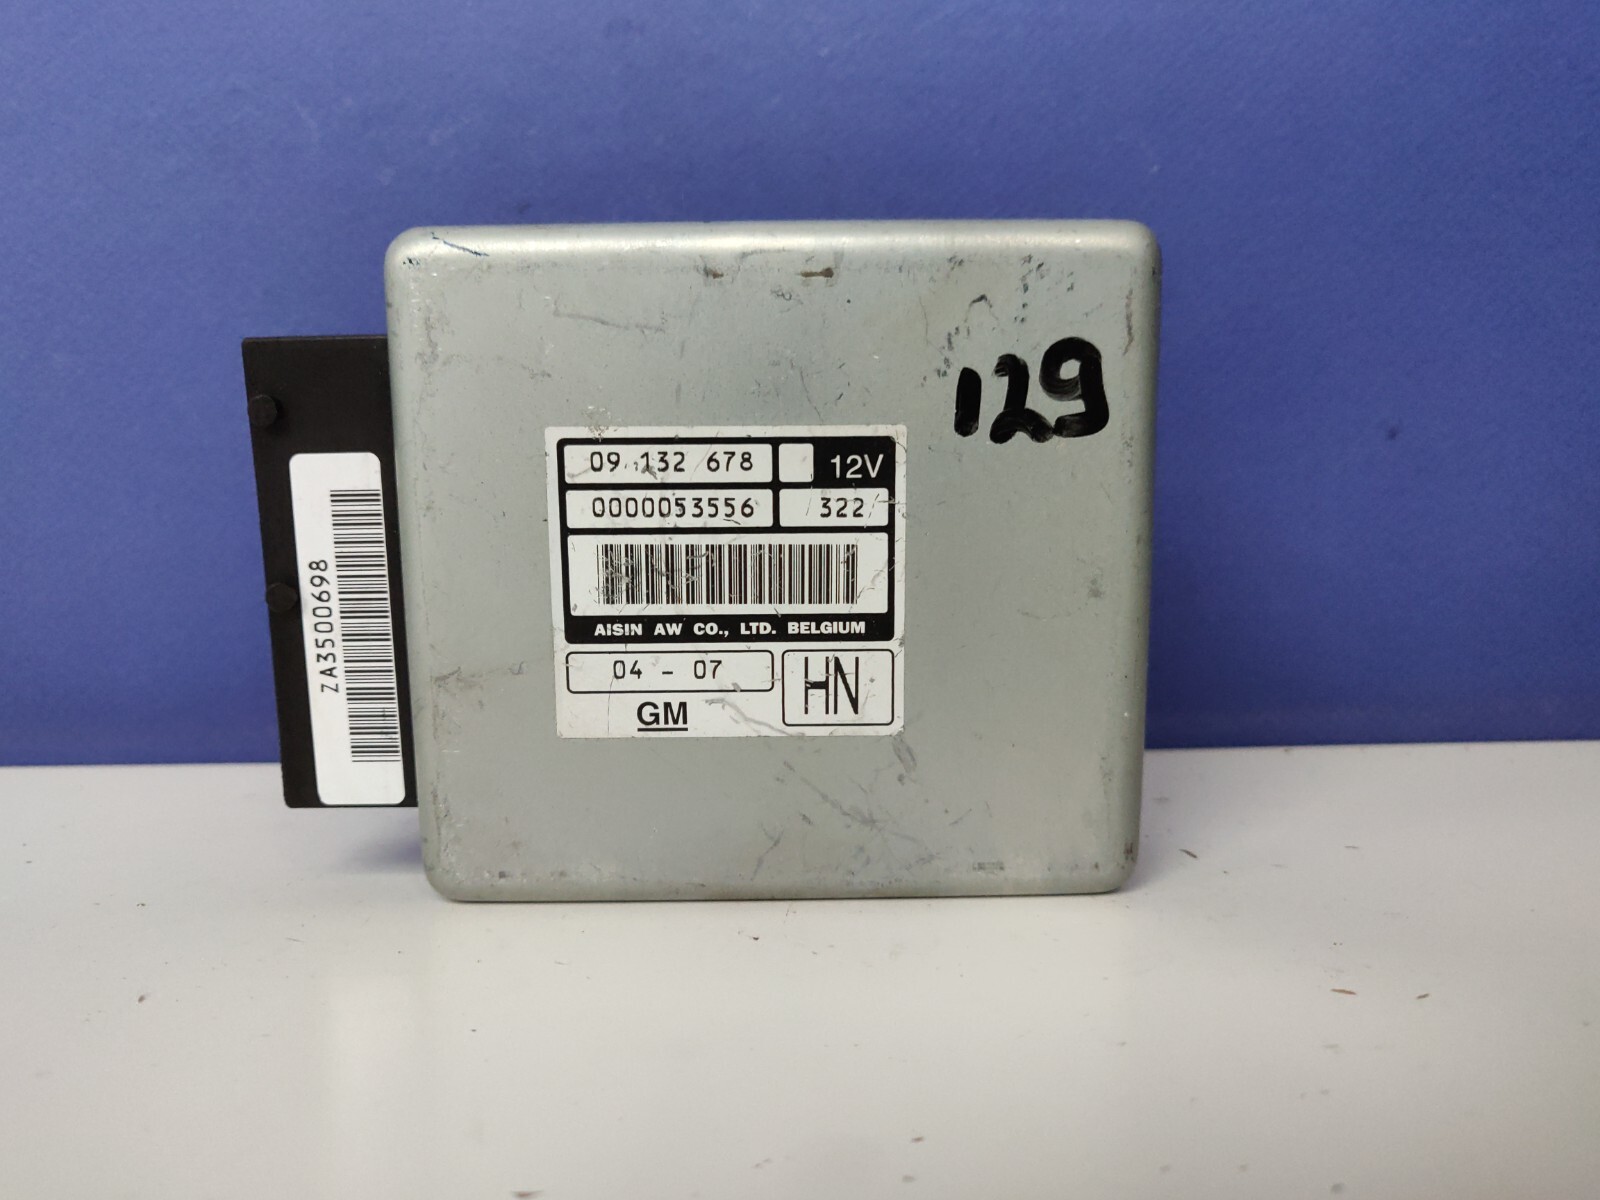 129
09 132 678
12V
0000053556
322
AISIN AW CO., LTD. BELGIUM
04 - 07
HN
GM
ZA3500698